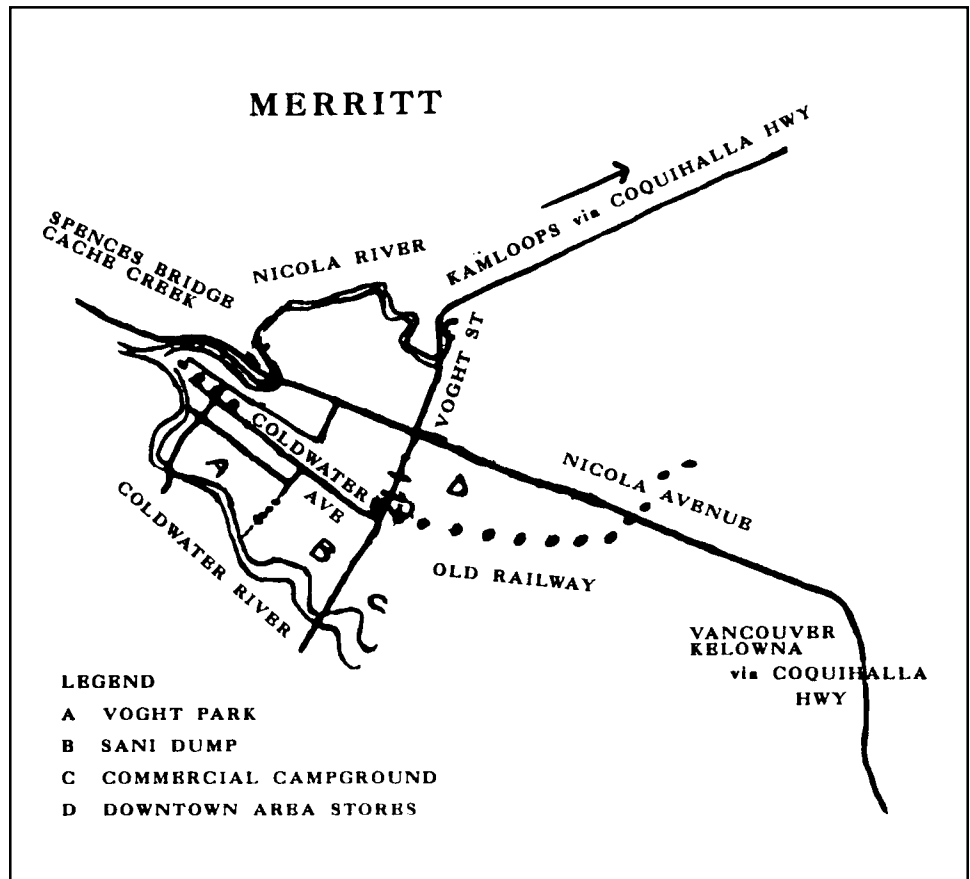 MERRITT
KAMLOOPS via COQUIHALLA HWY
SPENCES BRIDGE
CACHE CREEK
NICOLA RIVER
VOGHT ST
COLDWATER
AVE
NICOLA AVENUE
A
D
B
C
COLDWATER RIVER
OLD RAILWAY
VANCOUVER
KELOWNA
via COQUIHALLA
HWY
LEGEND
A VOGHT PARK
B SANI DUMP
C COMMERCIAL CAMPGROUND
D DOWNTOWN AREA STORES